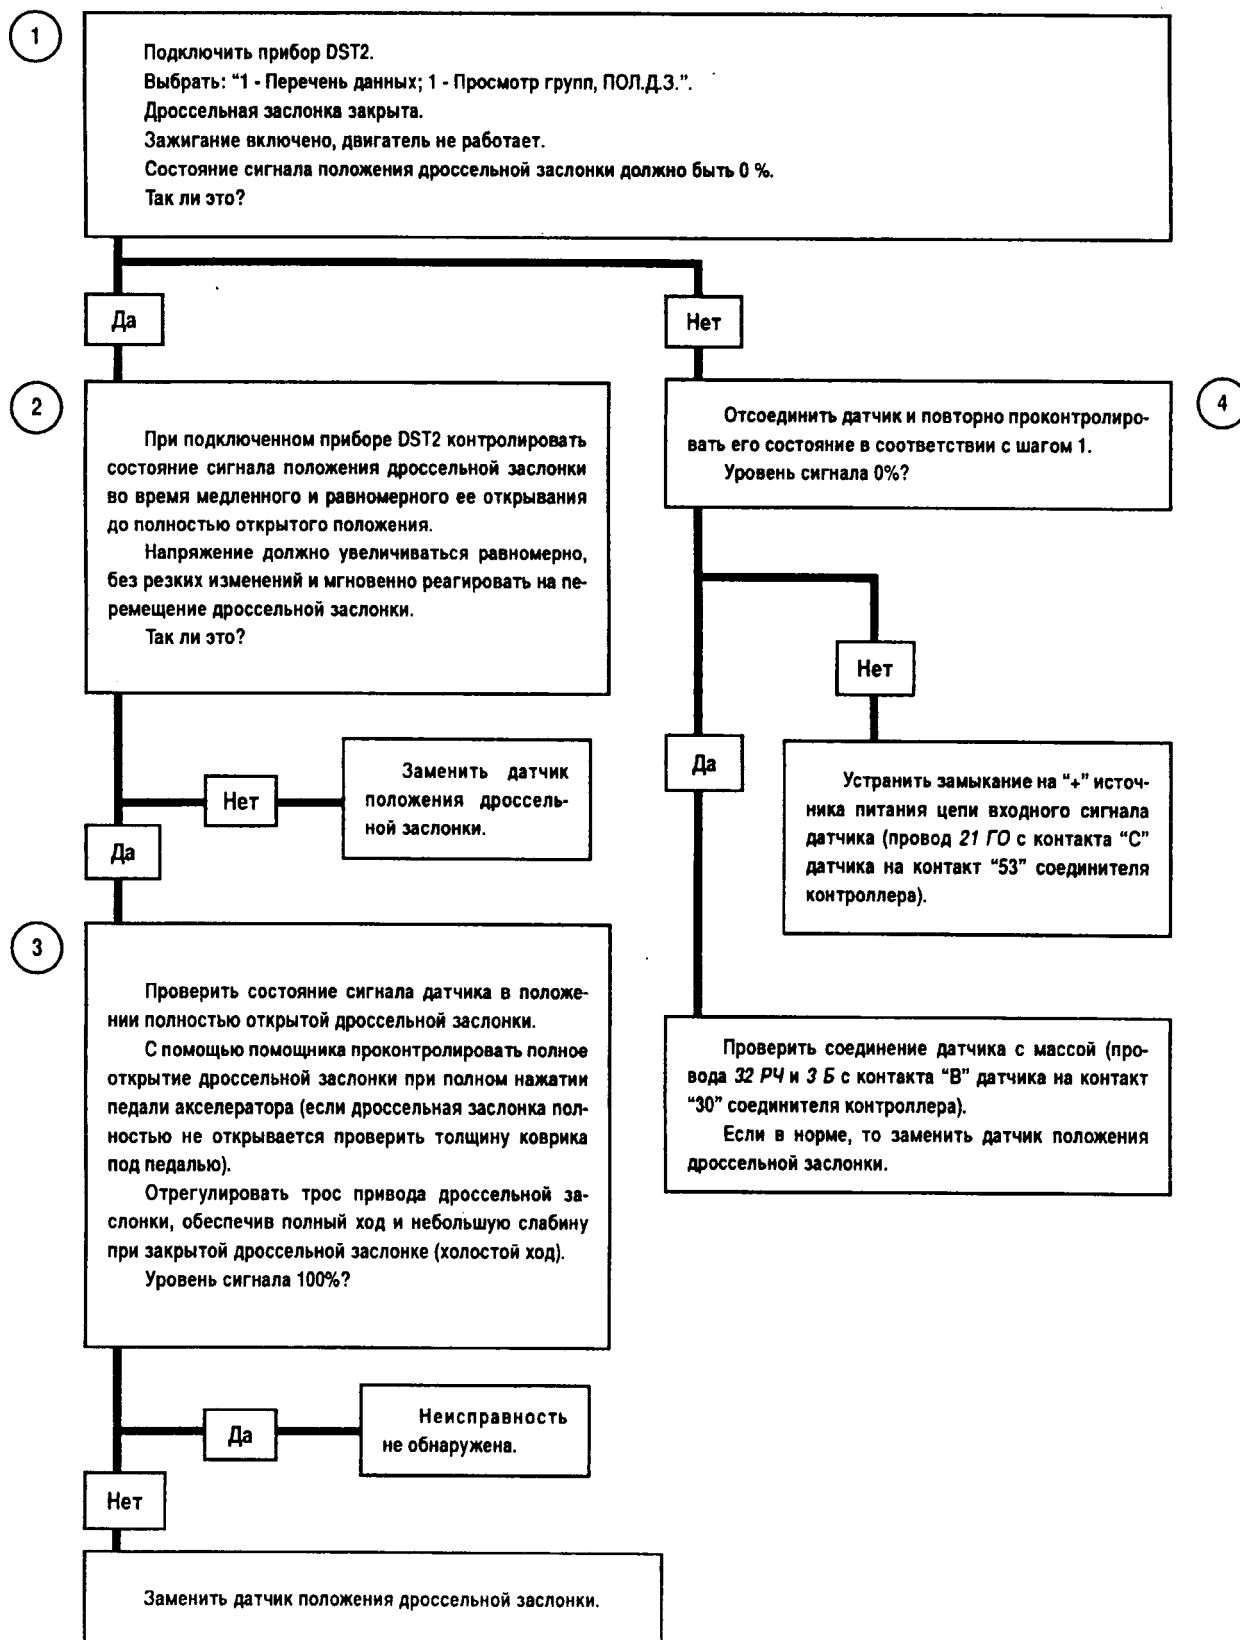 1
Подключить прибор DST2.
Выбрать: “1 - Перечень данных; 1 - Просмотр групп, ПОЛ.Д.З.”.
Дроссельная заслонка закрыта.
Зажигание включено, двигатель не работает.
Состояние сигнала положения дроссельной заслонки должно быть 0 %.
Так ли это?
Да
Нет
2
При подключенном приборе DST2 контролировать
состояние сигнала положения дроссельной заслонки
во время медленного и равномерного ее открывания
до полностью открытого положения.
Напряжение должно увеличиваться равномерно,
без резких изменений и мгновенно реагировать на пе-
ремещение дроссельной заслонки.
Так ли это?
4
Отсоединить датчик и повторно проконтролиро-
вать его состояние в соответствии с шагом 1.
Уровень сигнала 0%?
Нет
Да
Устранить замыкание на “+” источ-
ника питания цепи входного сигнала
датчика (провод 21 ГО с контакта “С”
датчика на контакт “53” соединителя
контроллера).
Нет
Заменить датчик
положения дроссель-
ной заслонки.
Да
3
Проверить состояние сигнала датчика в положе-
нии полностью открытой дроссельной заслонки.
С помощью помощника проконтролировать полное
открытие дроссельной заслонки при полном нажатии
педали акселератора (если дроссельная заслонка пол-
ностью не открывается проверить толщину коврика
под педалью).
Отрегулировать трос привода дроссельной за-
слонки, обеспечив полный ход и небольшую слабину
при закрытой дроссельной заслонке (холостой ход).
Уровень сигнала 100%?
Проверить соединение датчика с массой (про-
вода 32 РЧ и 3 Б с контакта “В” датчика на контакт
“30” соединителя контроллера).
Если в норме, то заменить датчик положения
дроссельной заслонки.
Да
Неисправность
не обнаружена.
Нет
Заменить датчик положения дроссельной заслонки.